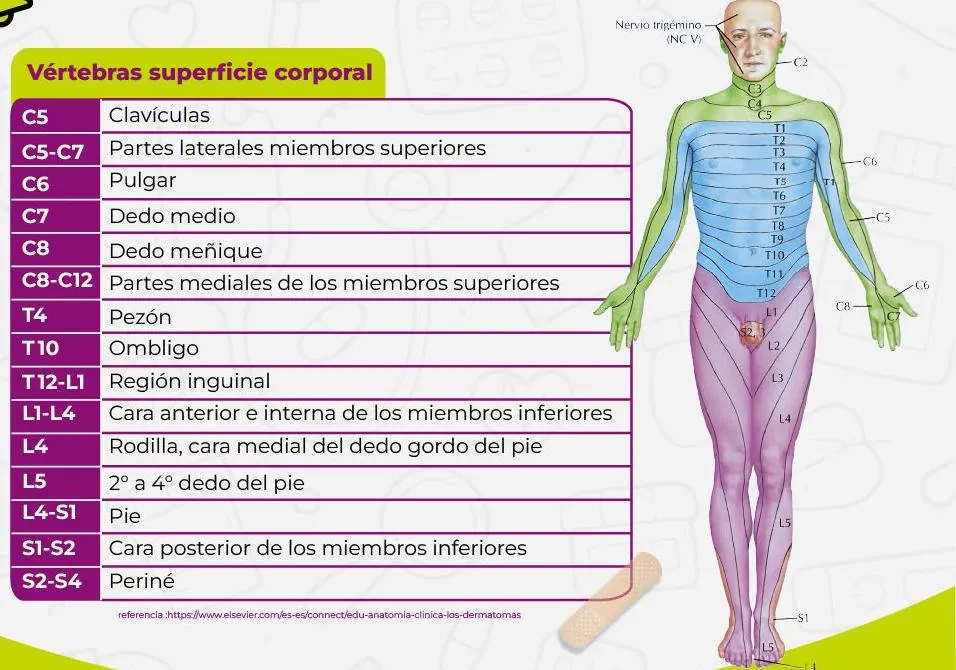 Vértebras superficie corporal
C5 Clavículas
C5-C7 Partes laterales miembros superiores
C6 Pulgar
C7 Dedo medio
C8 Dedo meñique
C8-C12 Partes mediales de los miembros superiores
T4 Pezón
T10 Ombligo
T12-L1 Región inguinal
L1-L4 Cara anterior e interna de los miembros inferiores
L4 Rodilla, cara medial del dedo gordo del pie
L5 2° a 4° dedo del pie
L4-S1 Pie
S1-S2 Cara posterior de los miembros inferiores
S2-S4 Periné
referencia :https://www.elsevier.com/es-es/connect/edu-anatomia-clinica-los-dermatomas
Nervio trigémino
(NC V)
C2
C3
C4
C5
T1
T2
T3
T4
T5
T6
T7
T8
T9
T10
T11
T12
L1
S2, 3
L2
L3
L4
L5
S1
L5
L4
C6
T1
C5
C6
C8
C7